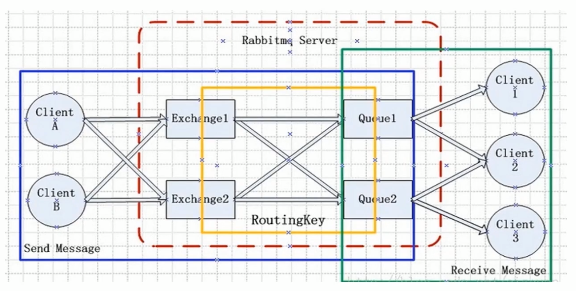 Rabbitmq Server
Client
A
Client
B
Exchange1
Exchange2
Queue1
Queue2
RoutingKey
Client
1
Client
2
Client
3
Send Message
Receive Message